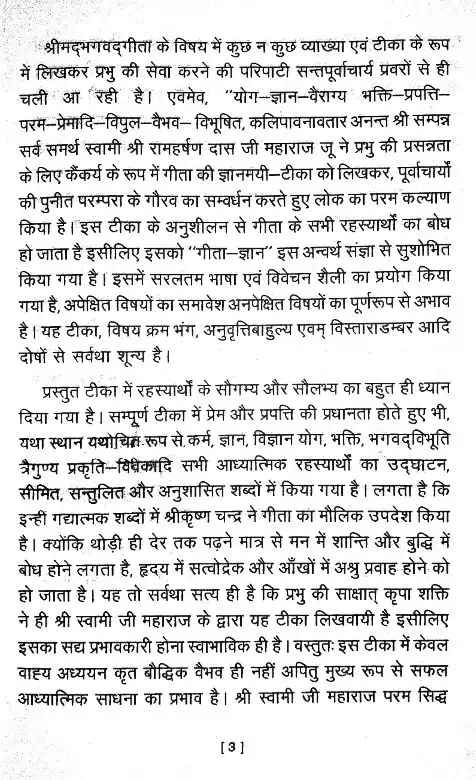 श्रीमद्भगवद्गीता के विषय में कुछ न कुछ व्याख्या एवं टीका के रूप
में लिखकर प्रभु की सेवा करने की परिपाटी सन्तपूर्वाचार्य प्रवरों से ही
चली आ रही है। एवमेव, "योग–ज्ञान–वैराग्य भक्ति–प्रपत्ति–
परम–प्रेमादि–विपुल–वैभव– विभूषित, कलिपावनावतार अनन्त श्री सम्पन्न
सर्व समर्थ स्वामी श्री रामहर्षण दास जी महाराज जू ने प्रभु की प्रसन्नता
के लिए कैंकर्य के रूप में गीता की ज्ञानमयी–टीका को लिखकर, पूर्वाचार्यों
की पुनीत परम्परा के गौरव का सम्वर्धन करते हुए लोक का परम कल्याण
किया है। इस टीका के अनुशीलन से गीता के सभी रहस्यार्थों का बोध
हो जाता है इसीलिए इसको "गीता–ज्ञान" इस अन्वर्थ संज्ञा से सुशोभित
किया गया है। इसमें सरलतम भाषा एवं विवेचन शैली का प्रयोग किया
गया है, अपेक्षित विषयों का समावेश अनपेक्षित विषयों का पूर्णरूप से अभाव
है। यह टीका, विषय क्रम भंग, अनुवृत्तिबाहुल्य एवम् विस्ताराडम्बर आदि
दोषों से सर्वथा शून्य है।
प्रस्तुत टीका में रहस्यार्थों के सौगम्य और सौलभ्य का बहुत ही ध्यान
दिया गया है। सम्पूर्ण टीका में प्रेम और प्रपत्ति की प्रधानता होते हुए भी,
यथा स्थान यथोचित रूप से कर्म, ज्ञान, विज्ञान योग, भक्ति, भगवद्विभूति
त्रैगुण्य प्रकृति–विवेकादि सभी आध्यात्मिक रहस्यार्थों का उद्घाटन,
सीमित, सन्तुलित और अनुशासित शब्दों में किया गया है। लगता है कि
इन्ही गद्यात्मक शब्दों में श्रीकृष्ण चन्द्र ने गीता का मौलिक उपदेश किया
है। क्योंकि थोड़ी ही देर तक पढ़ने मात्र से मन में शान्ति और बुद्धि में
बोध होने लगता है, हृदय में सत्वोद्रेक और आँखों में अश्रु प्रवाह होने को
हो जाता है। यह तो सर्वथा सत्य ही है कि प्रभु की साक्षात् कृपा शक्ति
ने ही श्री स्वामी जी महाराज के द्वारा यह टीका लिखवायी है इसीलिए
इसका सद्य प्रभावकारी होना स्वाभाविक ही है। वस्तुतः इस टीका में केवल
वाह्य अध्ययन कृत बौद्धिक वैभव ही नहीं अपितु मुख्य रूप से सफल
आध्यात्मिक साधना का प्रभाव है। श्री स्वामी जी महाराज परम सिद्ध
[3]